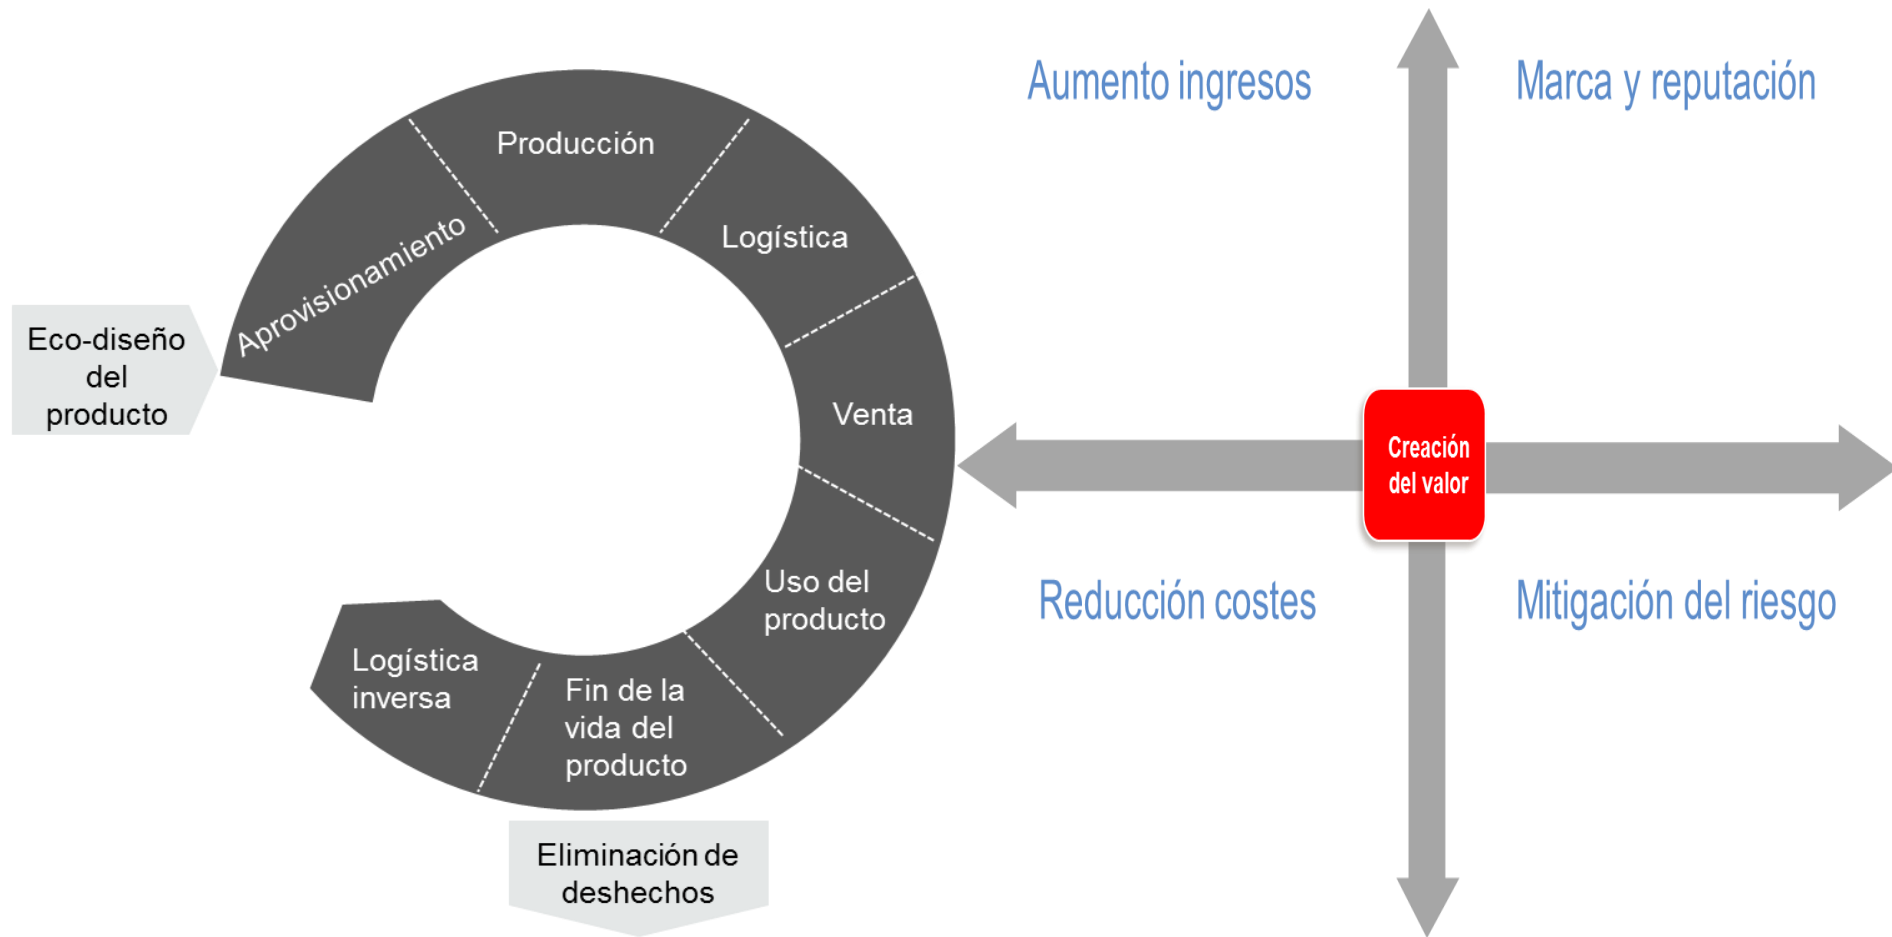 Eco-diseño
del
producto
Aprovisionamiento
Producción
Logística
Venta
Uso del
producto
Fin de la
vida del
producto
Logística
inversa
Eliminación de
deshechos
Aumento ingresos
Marca y reputación
Creación
del valor
Reducción costes
Mitigación del riesgo